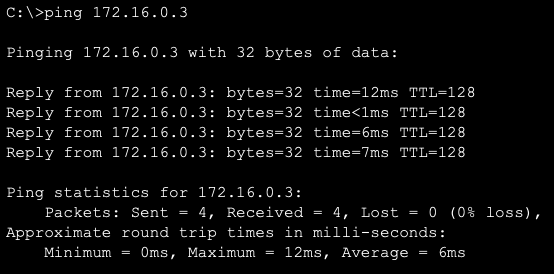 C:\>ping 172.16.0.3
Pinging 172.16.0.3 with 32 bytes of data:
Reply from 172.16.0.3: bytes=32 time=12ms TTL=128
Reply from 172.16.0.3: bytes=32 time<1ms TTL=128
Reply from 172.16.0.3: bytes=32 time=6ms TTL=128
Reply from 172.16.0.3: bytes=32 time=7ms TTL=128
Ping statistics for 172.16.0.3:
    Packets: Sent = 4, Received = 4, Lost = 0 (0% loss),
Approximate round trip times in milli-seconds:
    Minimum = 0ms, Maximum = 12ms, Average = 6ms